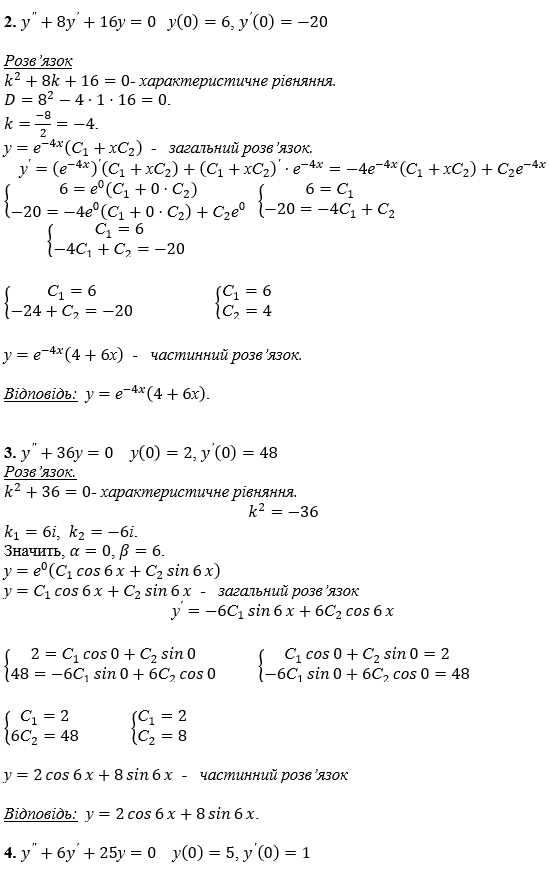 2. y″ + 8y′ + 16y = 0   y(0) = 6, y′(0) = −20
Розв’язок
k² + 8k + 16 = 0- характеристичне рівняння.
D = 8² − 4 · 1 · 16 = 0.
k = −8/2 = −4.
y = e^(−4x)(C₁ + xC₂) - загальний розв’язок.
y′ = (e^(−4x))′(C₁ + xC₂) + (C₁ + xC₂)′ · e^(−4x) = −4e^(−4x)(C₁ + xC₂) + C₂e^(−4x)
{ 6 = e⁰(C₁ + 0 · C₂)   { 6 = C₁
−20 = −4e⁰(C₁ + 0 · C₂) + C₂e⁰   −20 = −4C₁ + C₂
{ C₁ = 6
−4C₁ + C₂ = −20
{ C₁ = 6   { C₁ = 6
−24 + C₂ = −20   C₂ = 4
y = e^(−4x)(4 + 6x) - частинний розв’язок.
Відповідь: y = e^(−4x)(4 + 6x).
3. y″ + 36y = 0   y(0) = 2, y′(0) = 48
Розв’язок.
k² + 36 = 0- характеристичне рівняння.
k² = −36
k₁ = 6i, k₂ = −6i.
Значить, α = 0, β = 6.
y = e⁰(C₁ cos 6x + C₂ sin 6x)
y = C₁ cos 6x + C₂ sin 6x - загальний розв’язок
y′ = −6C₁ sin 6x + 6C₂ cos 6x
{ 2 = C₁ cos 0 + C₂ sin 0   { C₁ cos 0 + C₂ sin 0 = 2
48 = −6C₁ sin 0 + 6C₂ cos 0   −6C₁ sin 0 + 6C₂ cos 0 = 48
{ C₁ = 2   { C₁ = 2
6C₂ = 48   C₂ = 8
y = 2 cos 6x + 8 sin 6x - частинний розв’язок
Відповідь: y = 2 cos 6x + 8 sin 6x.
4. y″ + 6y′ + 25y = 0   y(0) = 5, y′(0) = 1